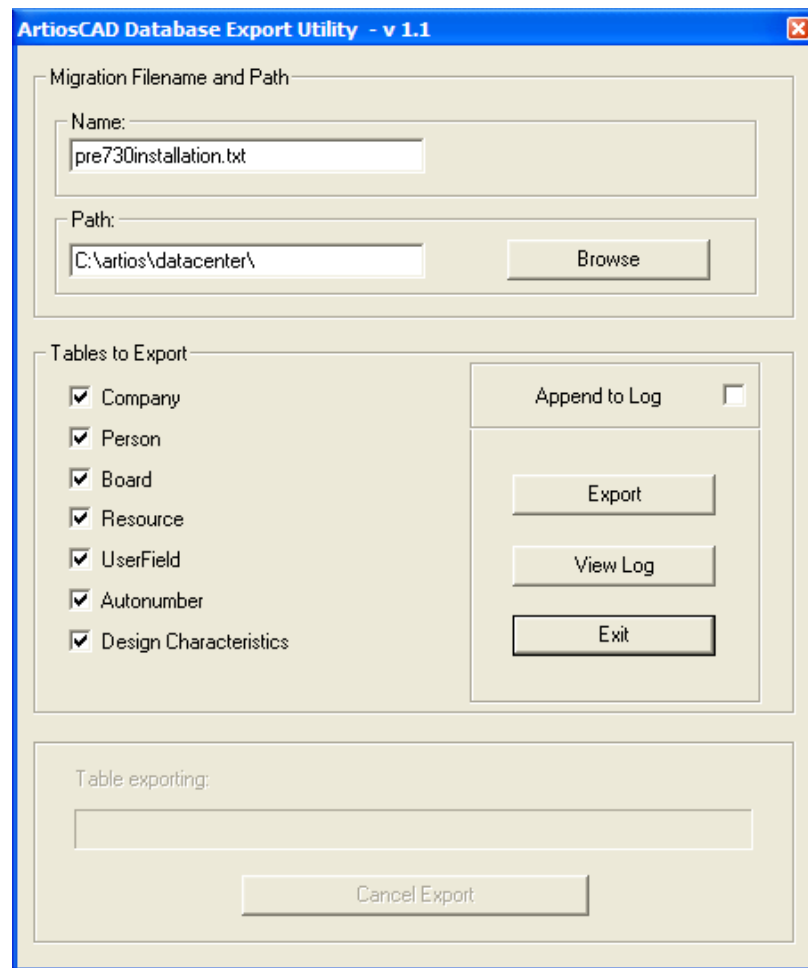 ArtiosCAD Database Export Utility - v 1.1
Migration Filename and Path
Name:
pre730installation.txt
Path:
C:\artios\datacenter\
Browse
Tables to Export
Company
Append to Log
Person
Board
Export
Resource
UserField
View Log
Autonumber
Exit
Design Characteristics
Table exporting:
Cancel Export